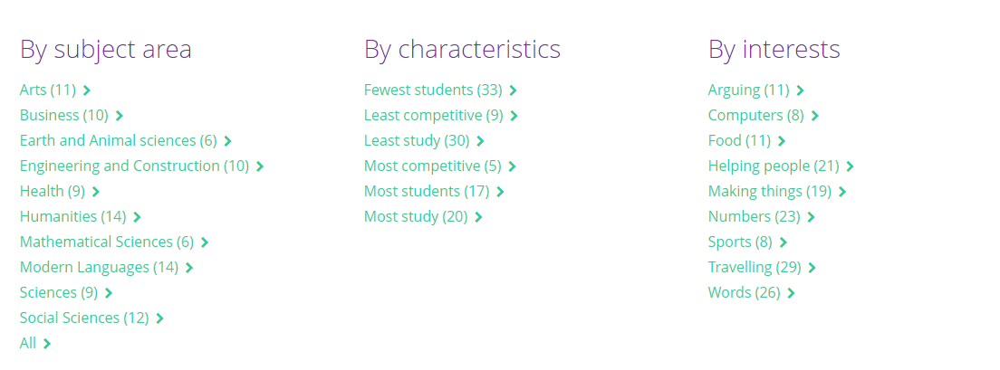 By subject area
Arts (11)
Business (10)
Earth and Animal sciences (6)
Engineering and Construction (10)
Health (9)
Humanities (14)
Mathematical Sciences (6)
Modern Languages (14)
Sciences (9)
Social Sciences (12)
All
By characteristics
Fewest students (33)
Least competitive (9)
Least study (30)
Most competitive (5)
Most students (17)
Most study (20)
By interests
Arguing (11)
Computers (8)
Food (11)
Helping people (21)
Making things (19)
Numbers (23)
Sports (8)
Travelling (29)
Words (26)